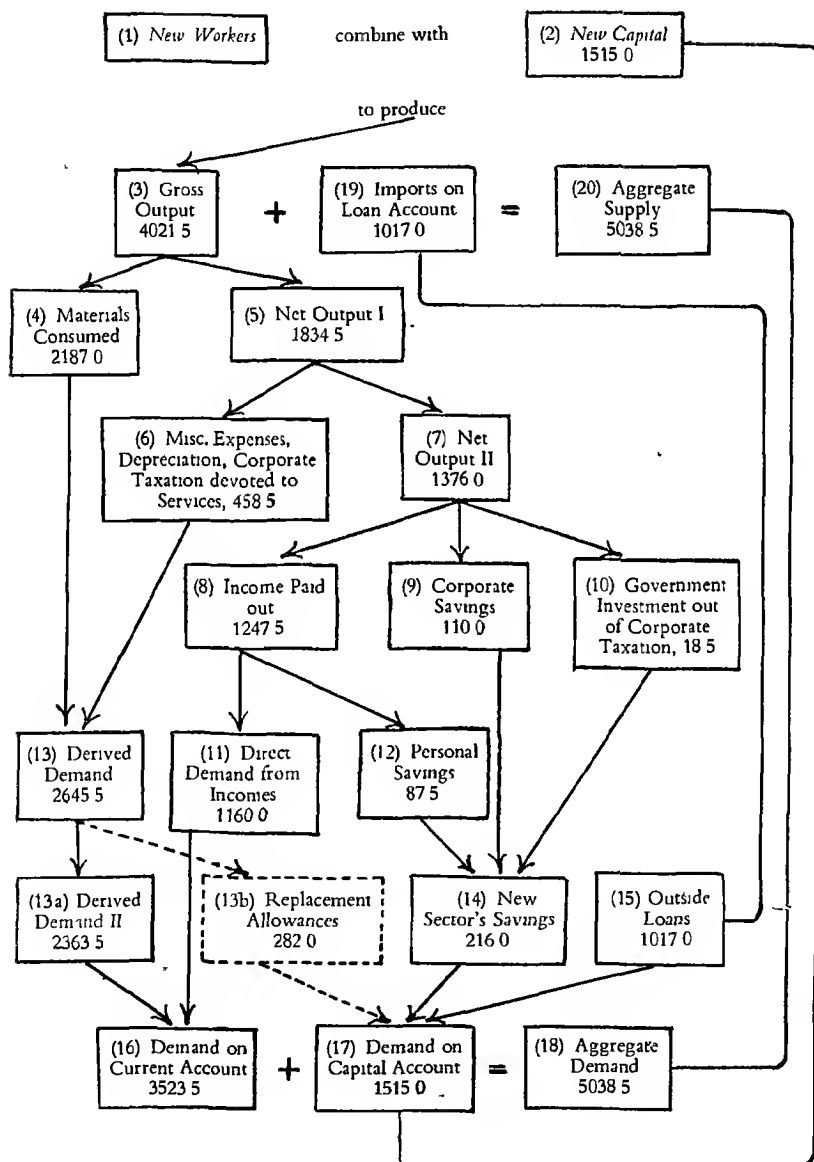 (1) New Workers
combine with
(2) New Capital
1515 0
to produce
(3) Gross
Output
4021 5
+
(19) Imports on
Loan Account
1017 0
=
(20) Aggregate
Supply
5038 5
(4) Materials
Consumed
2187 0
(5) Net Output I
1834 5
(6) Misc. Expenses,
Depreciation, Corporate
Taxation devoted to
Services, 458 5
(7) Net
Output II
1376 0
(8) Income Paid
out
1247 5
(9) Corporate
Savings
110 0
(10) Government
Investment out
of Corporate
Taxation, 18 5
(13) Derived
Demand
2645 5
(11) Direct
Demand from
Incomes
1160 0
(12) Personal
Savings
87 5
(13a) Derived
Demand II
2363 5
(13b) Replacement
Allowances
282 0
(14) New
Sector's Savings
216 0
(15) Outside
Loans
1017 0
(16) Demand on
Current Account
3523 5
+
(17) Demand on
Capital Account
1515 0
=
(18) Aggregate
Demand
5038 5